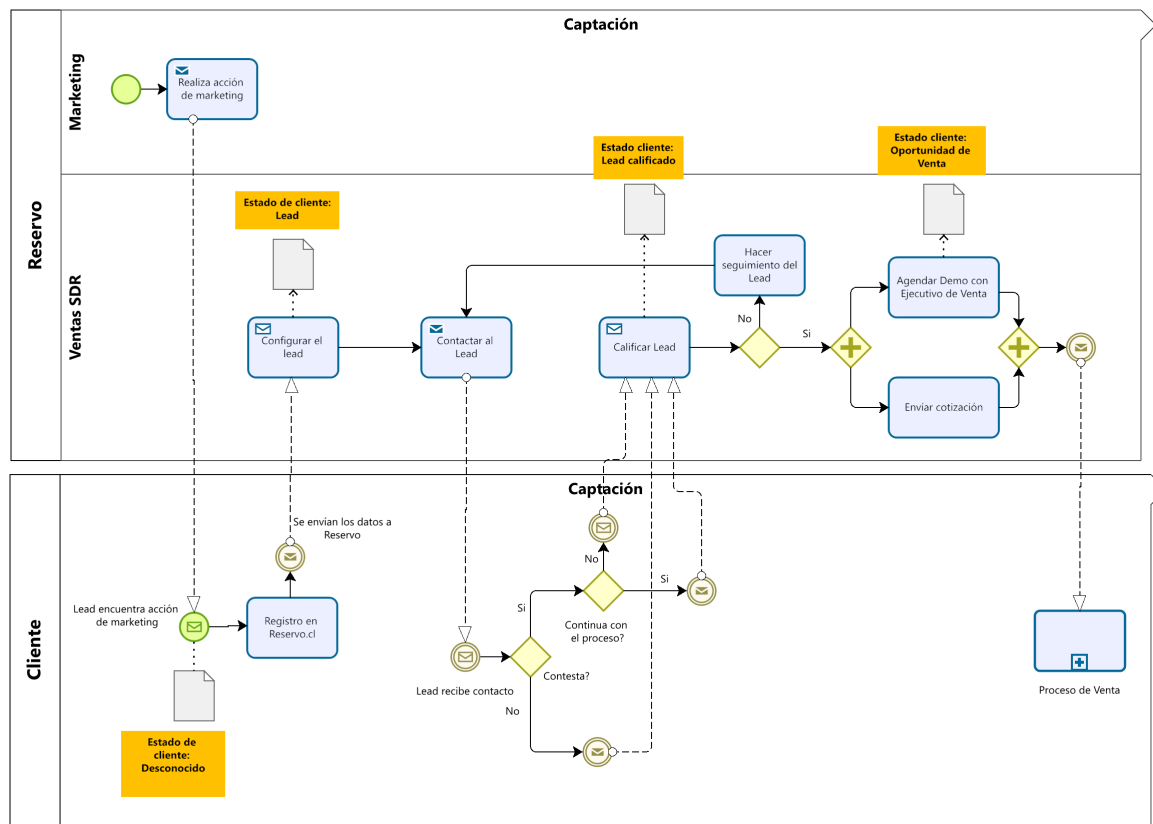 Captación
Reservo
Marketing
Realiza acción
de marketing
Ventas SDR
Estado de cliente:
Lead
Estado cliente:
Lead calificado
Estado cliente:
Oportunidad de
Venta
Configurar el
lead
Contactar al
Lead
Calificar Lead
Hacer
seguimiento del
Lead
No
Si
Agendar Demo con
Ejecutivo de Venta
Envíar cotización
Captación
Cliente
Se envían los datos a
Reservo
Lead encuentra acción
de marketing
Registro en
Reservo.cl
Estado de
cliente:
Desconocido
Lead recibe contacto
Contesta?
Si
No
Continua con
el proceso?
No
Si
Proceso de Venta